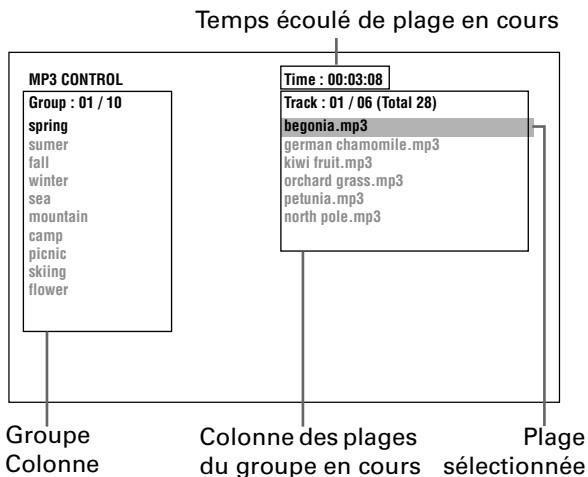 Temps écoulé de plage en cours
MP3 CONTROL
Time : 00:03:08
Group : 01 / 10
Track : 01 / 06 (Total 28)
spring
sumer
fall
winter
sea
mountain
camp
picnic
skiing
flower
begonia.mp3
german chamomile.mp3
kiwi fruit.mp3
orchard grass.mp3
petunia.mp3
north pole.mp3
Groupe
Colonne
Colonne des plages
du groupe en cours
Plage
sélectionnée